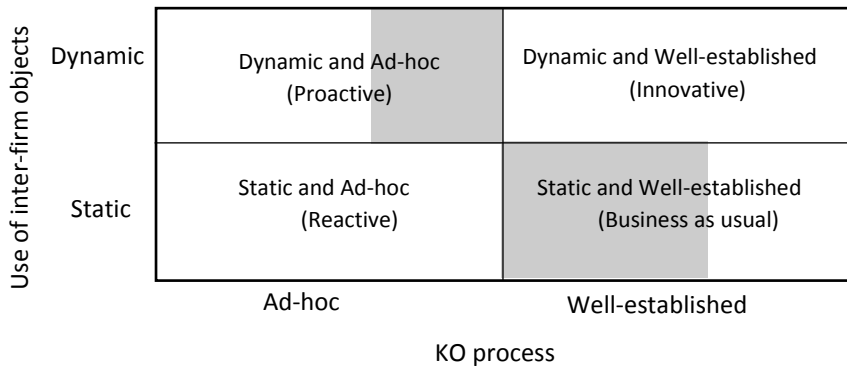 Use of inter-firm objects
Dynamic
Dynamic and Ad-hoc
(Proactive)
Dynamic and Well-established
(Innovative)
Static
Static and Ad-hoc
(Reactive)
Static and Well-established
(Business as usual)
Ad-hoc
Well-established
KO process